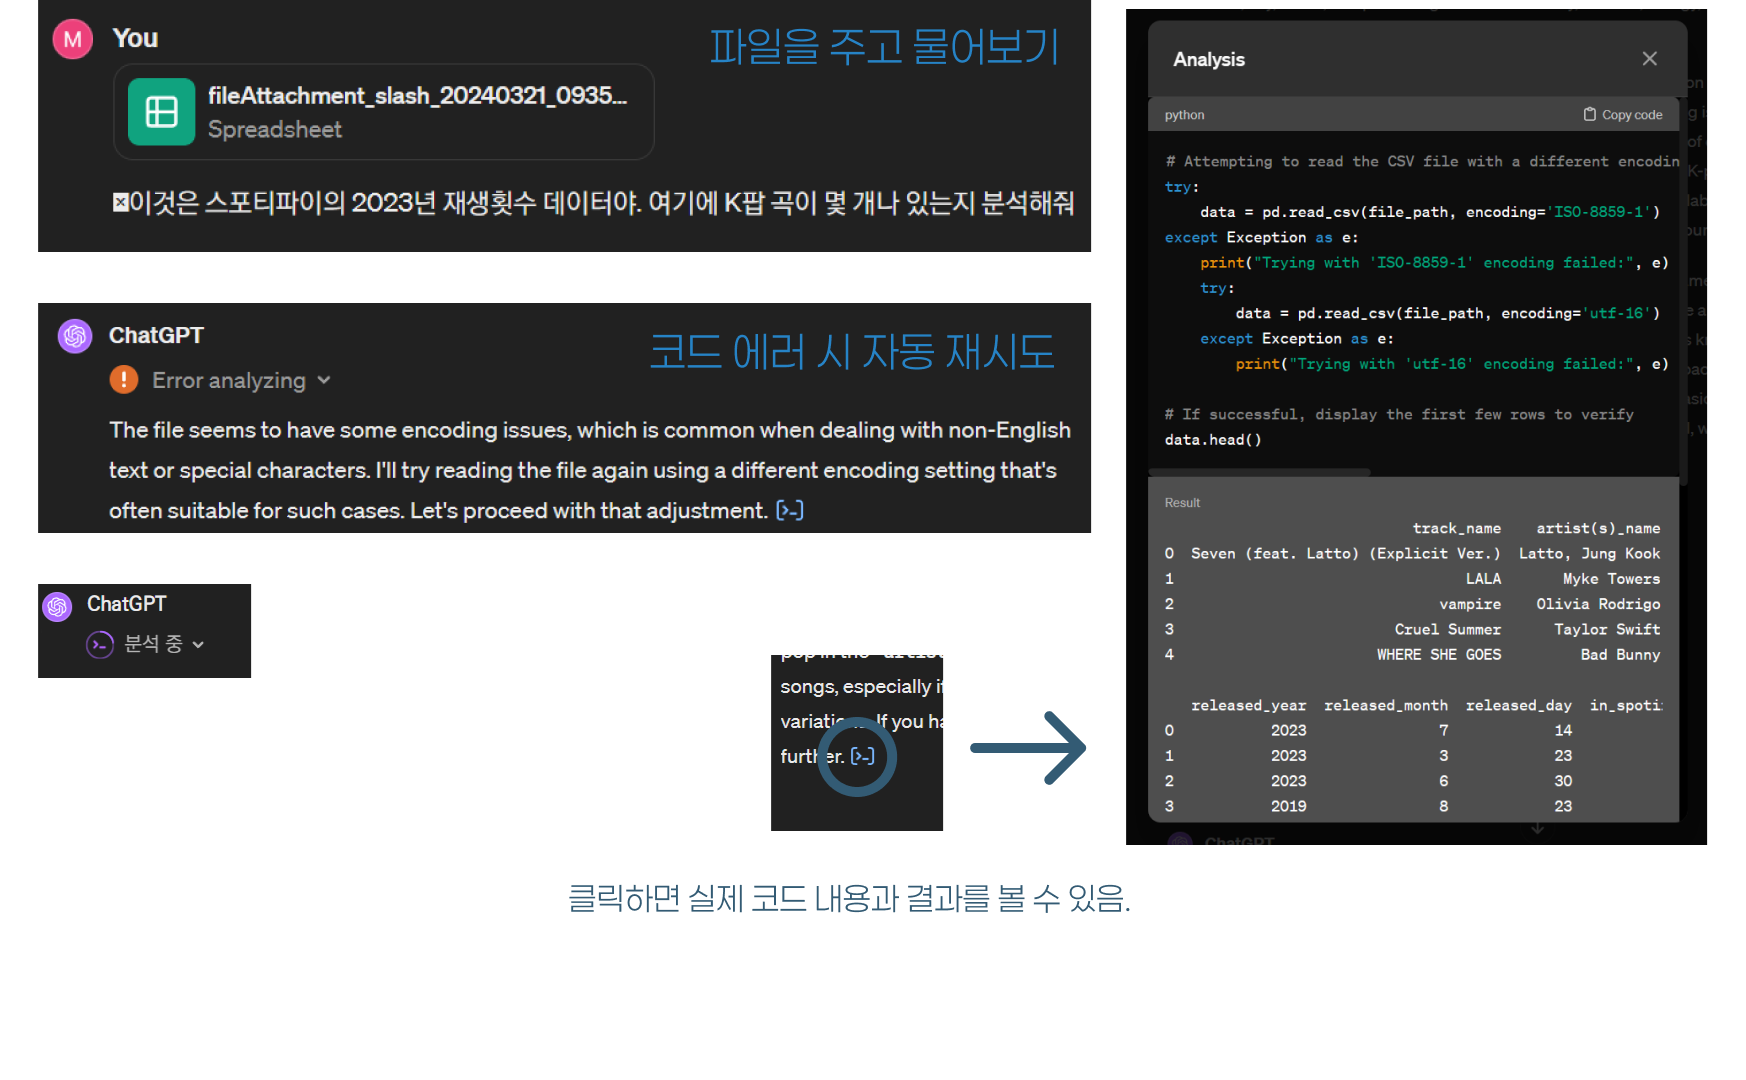 M
You
파일을 주고 물어보기
fileAttachment_slash_20240321_0935...
Spreadsheet
이것은 스포티파이의 2023년 재생횟수 데이터야. 여기에 K팝 곡이 몇 개나 있는지 분석해줘
ChatGPT
코드 에러 시 자동 재시도
Error analyzing
The file seems to have some encoding issues, which is common when dealing with non-English
text or special characters. I'll try reading the file again using a different encoding setting that's
often suitable for such cases. Let's proceed with that adjustment. [>-]
ChatGPT
분석 중
songs, especially
variation If you
further. [>-]
클릭하면 실제 코드 내용과 결과를 볼 수 있음.
Analysis
python
Copy code
# Attempting to read the CSV file with a different encodin
try:
data = pd.read_csv(file_path, encoding='ISO-8859-1')
except Exception as e:
print("Trying with 'ISO-8859-1' encoding failed:", e)
try:
data = pd.read_csv(file_path, encoding='utf-16')
except Exception as e:
print("Trying with 'utf-16' encoding failed:", e)
# If successful, display the first few rows to verify
data.head()
Result
track_name artist(s)_name
0 Seven (feat. Latto) (Explicit Ver.) Latto, Jung Kook
1 LALA Myke Towers
2 vampire Olivia Rodrigo
3 Cruel Summer Taylor Swift
4 WHERE SHE GOES Bad Bunny
released_year released_month released_day in_spoti
0 2023 7 14
1 2023 3 23
2 2023 6 30
3 2019 8 23
ChatGPT